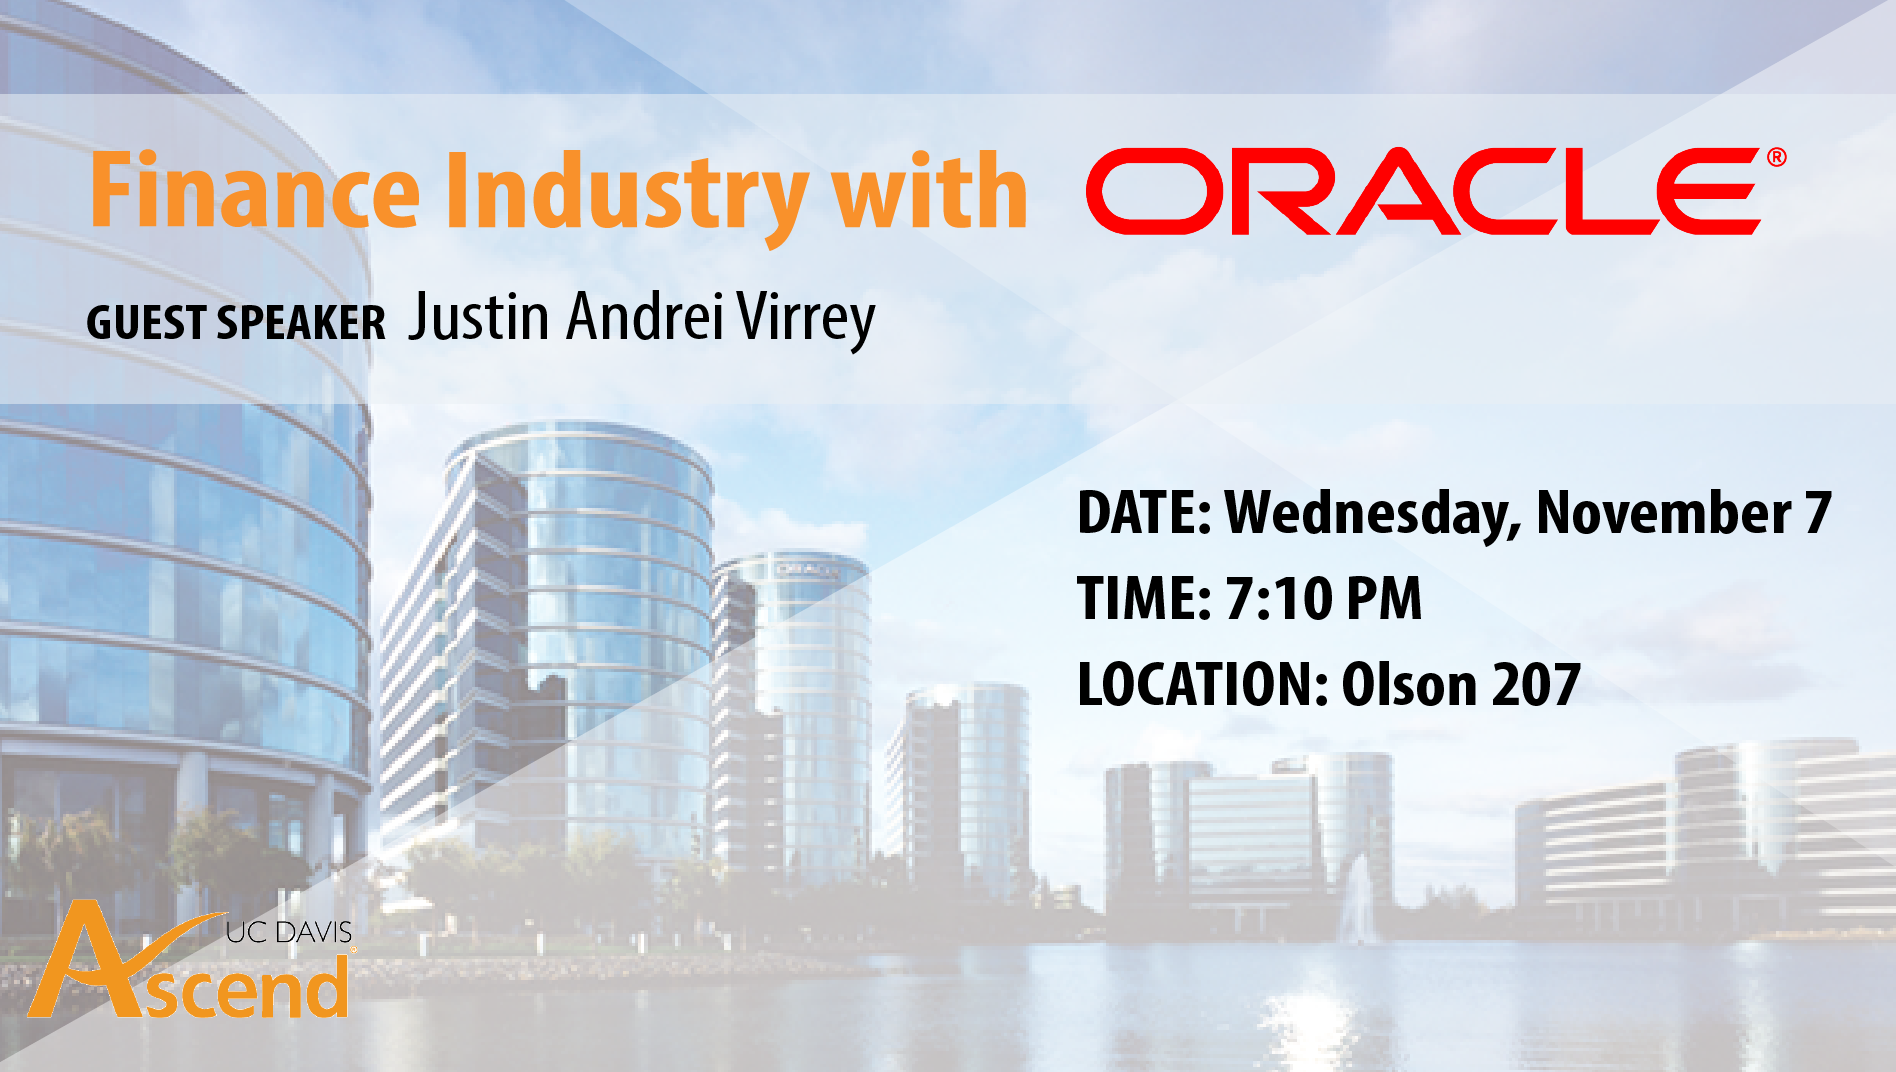 Finance Industry with ORACLE®
GUEST SPEAKER Justin Andrei Virrey
ORACLE
DATE: Wednesday, November 7
TIME: 7:10 PM
LOCATION: Olson 207
UC DAVIS
Ascend